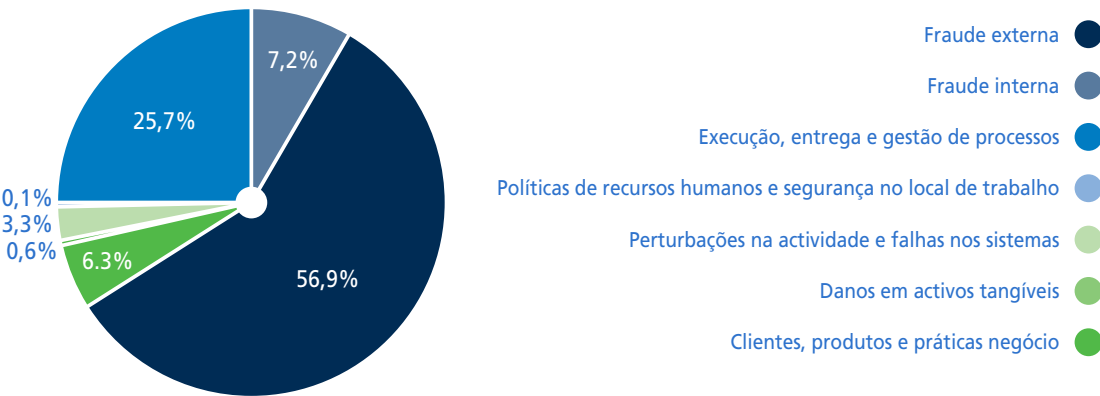 7,2%
25,7%
0,1%
3,3%
0,6%
6.3%
56,9%
Fraude externa
Fraude interna
Execução, entrega e gestão de processos
Políticas de recursos humanos e segurança no local de trabalho
Perturbações na actividade e falhas nos sistemas
Danos em activos tangíveis
Clientes, produtos e práticas negócio